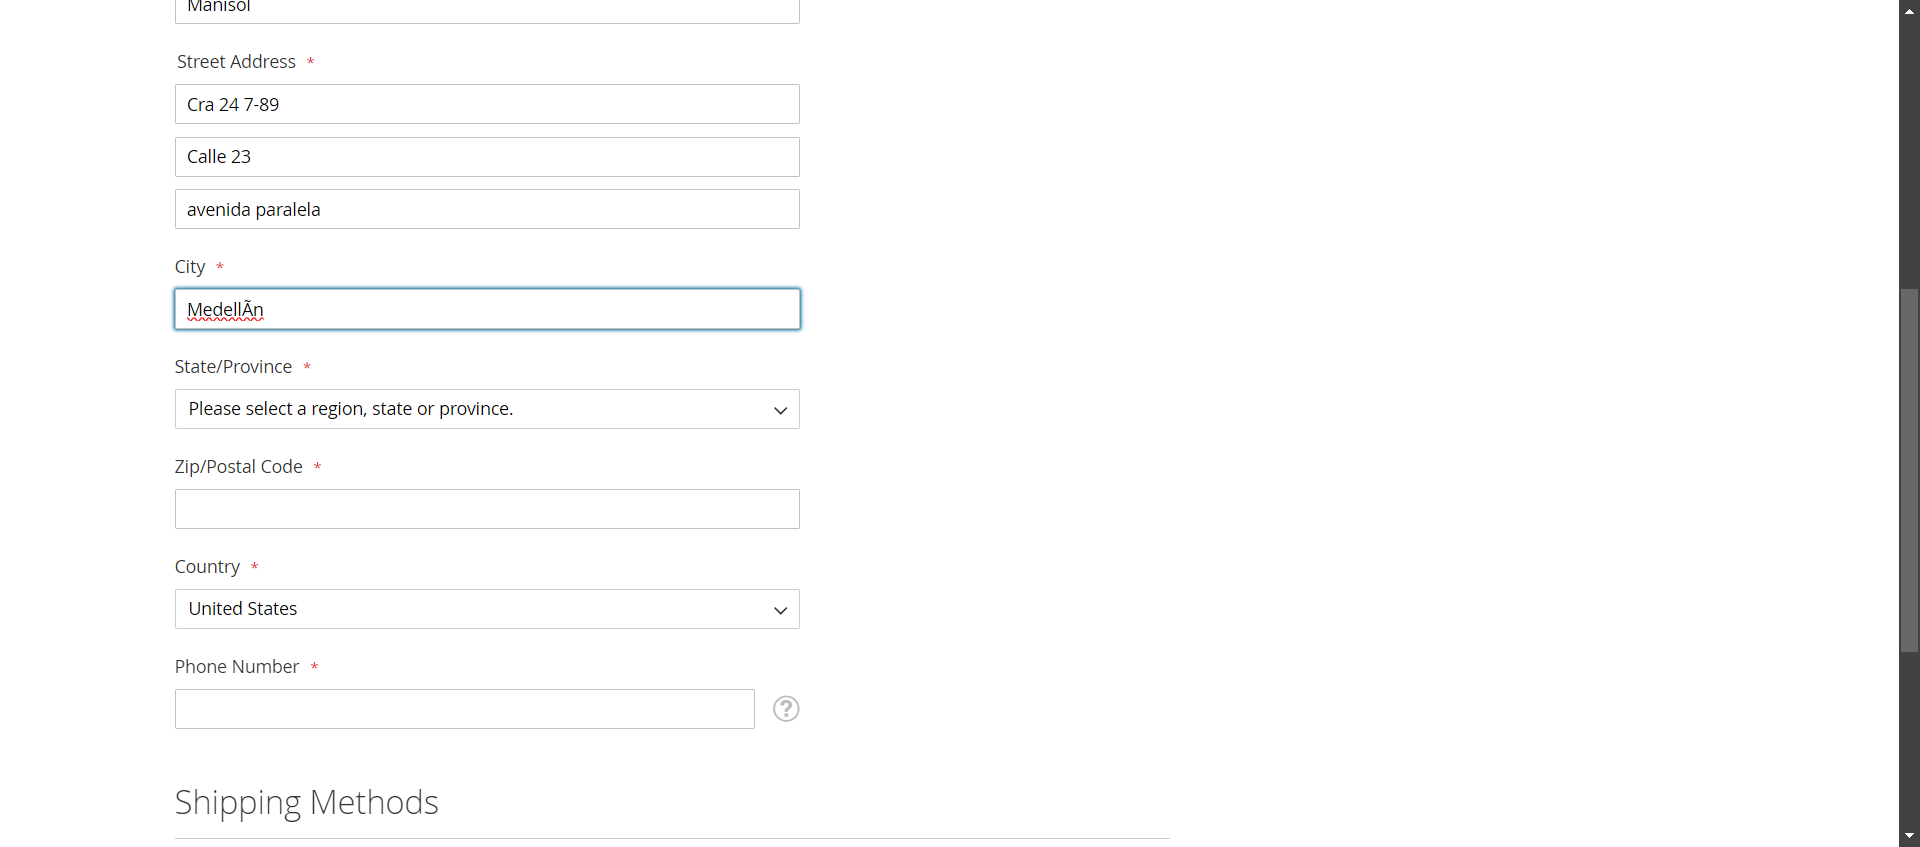 Manisol
Street Address *
Cra 24 7-89
Calle 23
avenida paralela
City *
MedellÃn
State/Province *
Please select a region, state or province.
Zip/Postal Code *
Country *
United States
Phone Number *
?
Shipping Methods